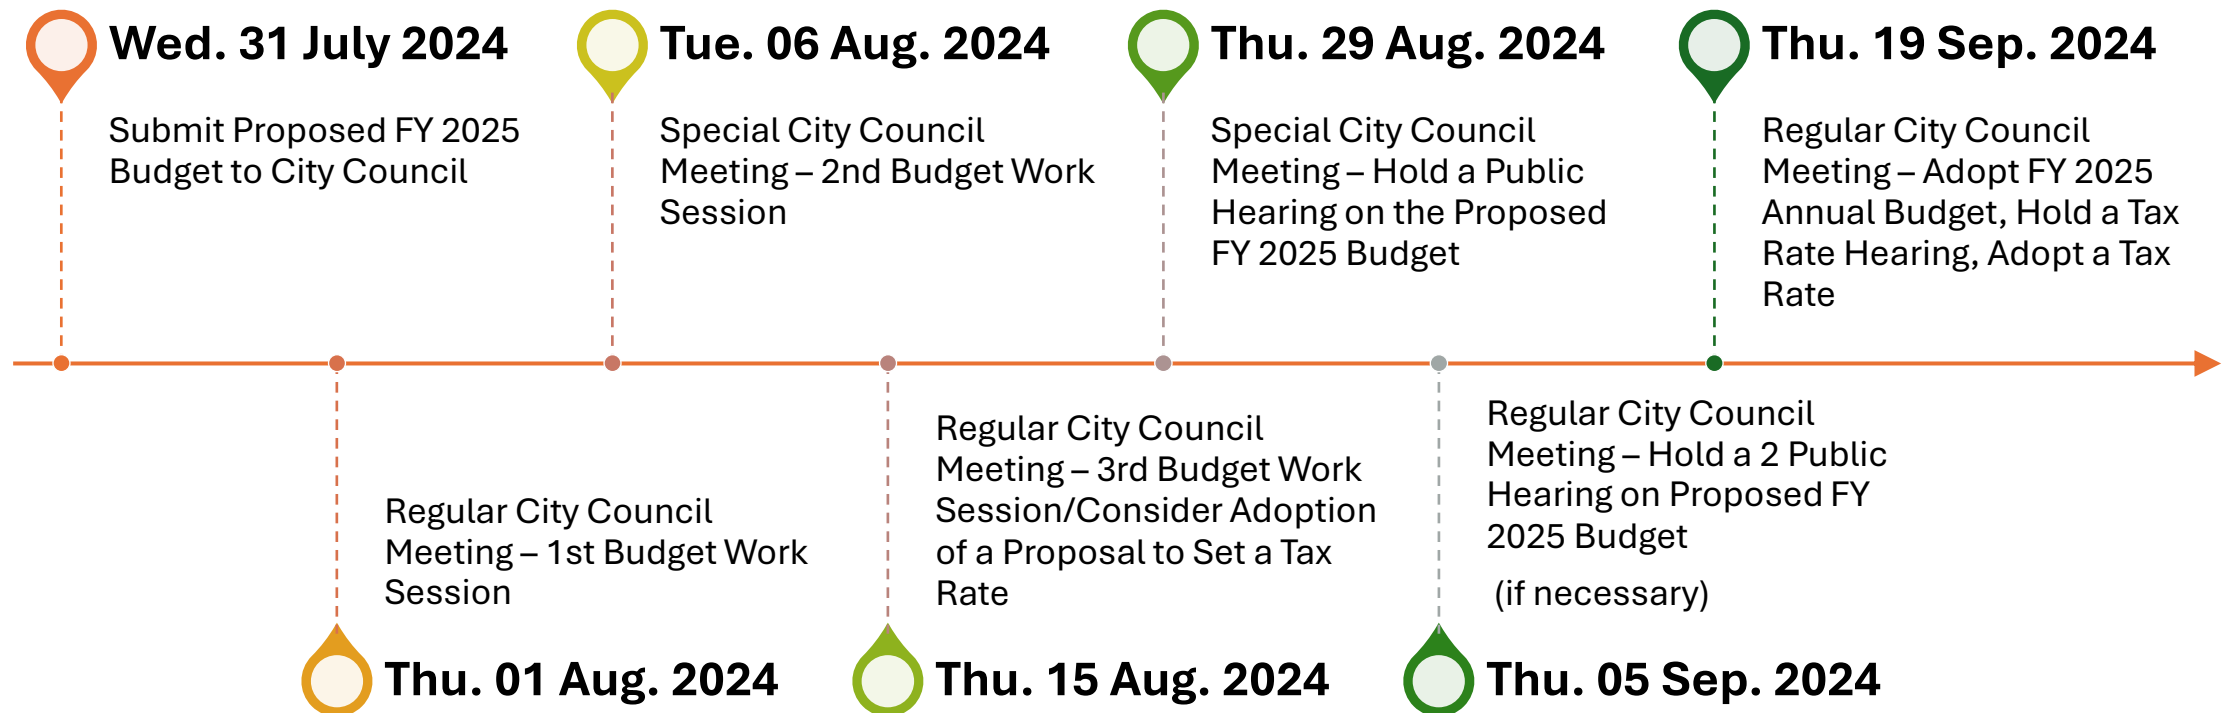 Wed. 31 July 2024
Submit Proposed FY 2025
Budget to City Council
Thu. 01 Aug. 2024
Regular City Council
Meeting – 1st Budget Work
Session
Tue. 06 Aug. 2024
Special City Council
Meeting – 2nd Budget Work
Session
Thu. 15 Aug. 2024
Regular City Council
Meeting – 3rd Budget Work
Session/Consider Adoption
of a Proposal to Set a Tax
Rate
Thu. 29 Aug. 2024
Special City Council
Meeting – Hold a Public
Hearing on the Proposed
FY 2025 Budget
Thu. 05 Sep. 2024
Regular City Council
Meeting – Hold a 2 Public
Hearing on Proposed FY
2025 Budget
(if necessary)
Thu. 19 Sep. 2024
Regular City Council
Meeting – Adopt FY 2025
Annual Budget, Hold a Tax
Rate Hearing, Adopt a Tax
Rate